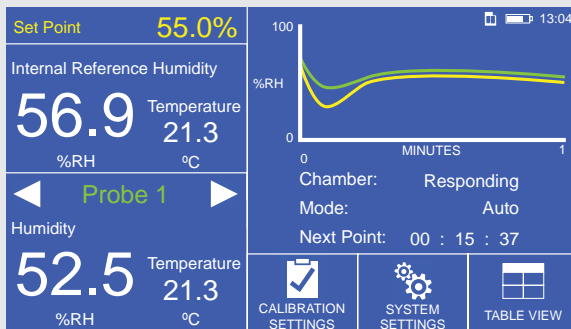 Set Point 55.0%
Internal Reference Humidity
56.9 Temperature
21.3
%RH ºC
Probe 1
Humidity
52.5 Temperature
21.3
%RH ºC
13:04
100
%RH
0
0 MINUTES 1
Chamber: Responding
Mode: Auto
Next Point: 00 : 15 : 37
CALIBRATION
SETTINGS
SYSTEM
SETTINGS
TABLE VIEW